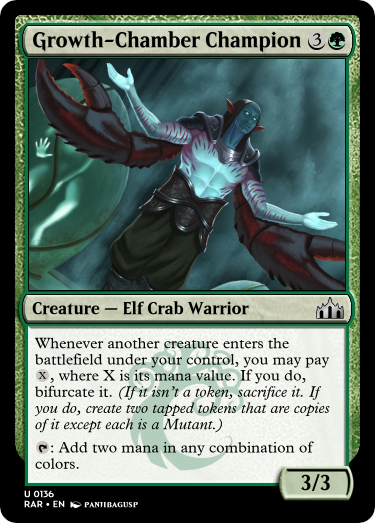 Growth-Chamber Champion 3
Creature — Elf Crab Warrior
Whenever another creature enters the
battlefield under your control, you may pay
X, where X is its mana value. If you do,
bifurcate it. (If it isn't a token, sacrifice it. If
you do, create two tapped tokens that are copies
of it except each is a Mutant.)
: Add two mana in any combination of
colors.
3/3
U 0136
RAR • EN PANJIBAGUSP